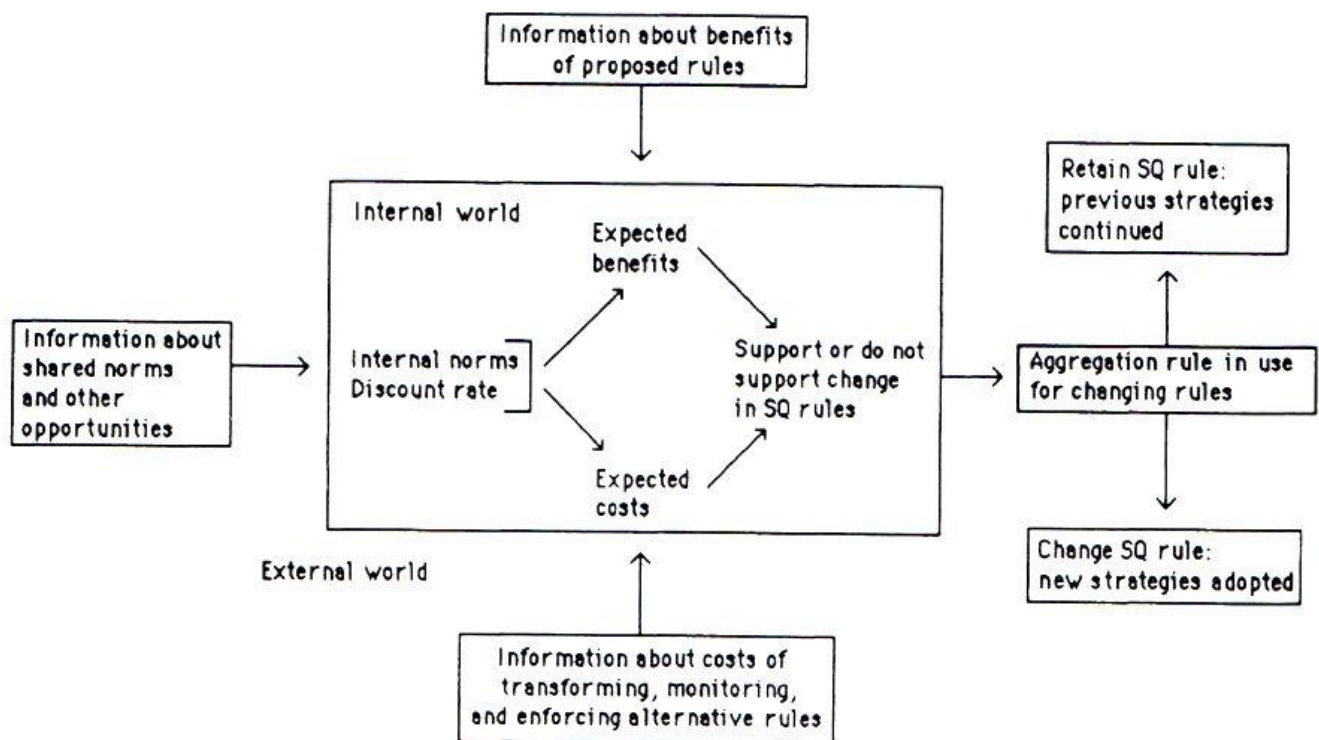 Information about benefits
of proposed rules
Retain SQ rule:
previous strategies
continued
Internal world
Expected
benefits
Information about
shared norms
and other
opportunities
Internal norms
Discount rate
Support or do not
support change
in SQ rules
Aggregation rule in use
for changing rules
Expected
costs
Change SQ rule:
new strategies adopted
External world
Information about costs of
transforming, monitoring,
and enforcing alternative rules